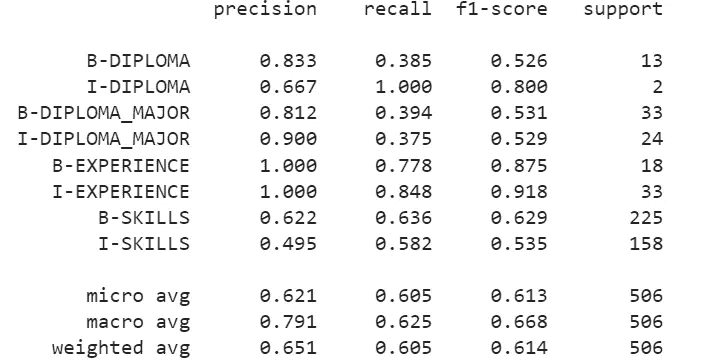 precision recall f1-score support
B-DIPLOMA 0.833 0.385 0.526 13
I-DIPLOMA 0.667 1.000 0.800 2
B-DIPLOMA_MAJOR 0.812 0.394 0.531 33
I-DIPLOMA_MAJOR 0.900 0.375 0.529 24
B-EXPERIENCE 1.000 0.778 0.875 18
I-EXPERIENCE 1.000 0.848 0.918 33
B-SKILLS 0.622 0.636 0.629 225
I-SKILLS 0.495 0.582 0.535 158
micro avg 0.621 0.605 0.613 506
macro avg 0.791 0.625 0.668 506
weighted avg 0.651 0.605 0.614 506